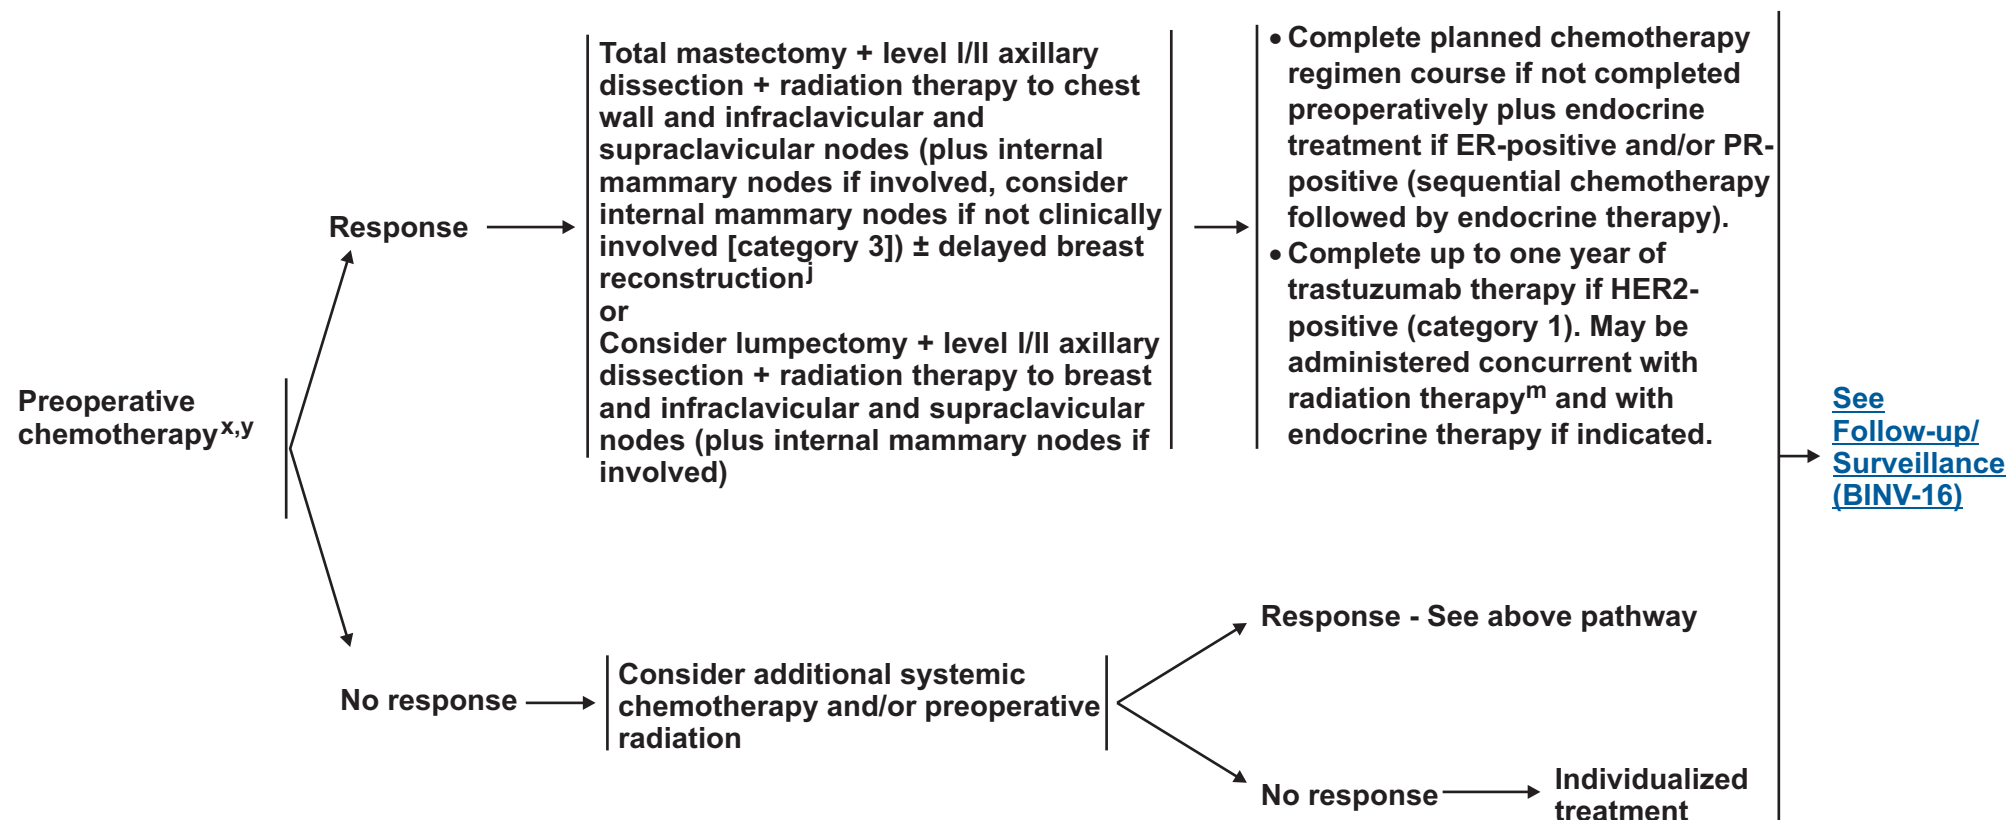 Preoperative
chemotherapyx,y
Response
Total mastectomy + level I/II axillary
dissection + radiation therapy to chest
wall and infraclavicular and
supraclavicular nodes (plus internal
mammary nodes if involved, consider
internal mammary nodes if not clinically
involved [category 3]) ± delayed breast
reconstructionj
or
Consider lumpectomy + level I/II axillary
dissection + radiation therapy to breast
and infraclavicular and supraclavicular
nodes (plus internal mammary nodes if
involved)
• Complete planned chemotherapy
regimen course if not completed
preoperatively plus endocrine
treatment if ER-positive and/or PR-
positive (sequential chemotherapy
followed by endocrine therapy).
• Complete up to one year of
trastuzumab therapy if HER2-
positive (category 1). May be
administered concurrent with
radiation therapym and with
endocrine therapy if indicated.
See
Follow-up/
Surveillance
(BINV-16)
No response
Consider additional systemic
chemotherapy and/or preoperative
radiation
Response - See above pathway
No response
Individualized
treatment